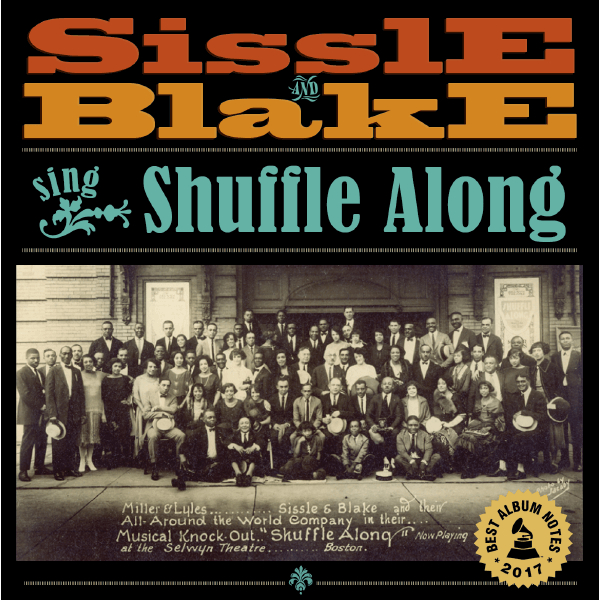 SisslE
AND
BlakE
sing
Shuffle Along
Miller & Lyles........... Sissle & Blake and their
All-Around the World Company in their....
Musical Knock-Out. "Shuffle Along" Now Playing
at the Selwyn Theatre.......... Boston.
BEST ALBUM NOTES
2017